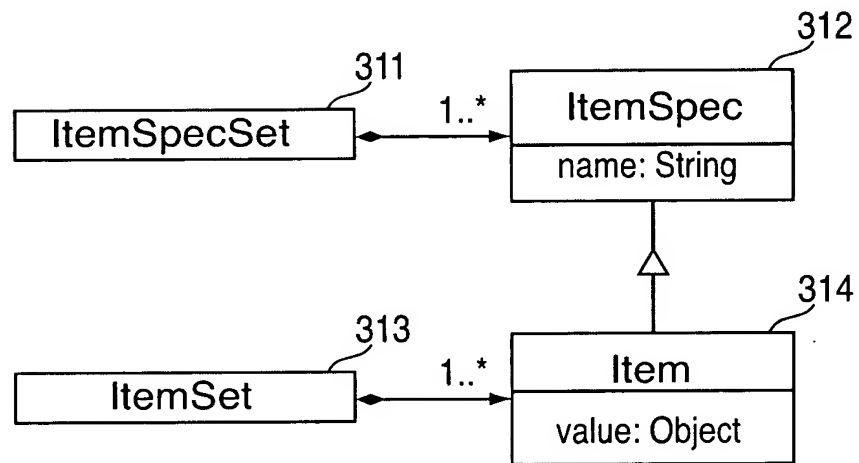 311
312
ItemSpecSet
1..*
ItemSpec
name: String
313
314
ItemSet
1..*
Item
value: Object